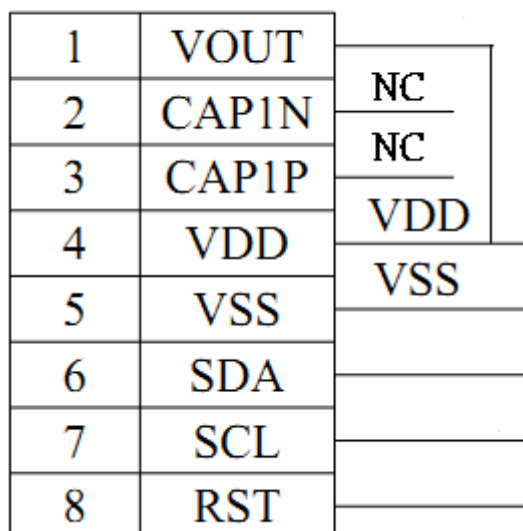 1 VOUT
NC
2 CAP1N
NC
3 CAP1P
VDD
4 VDD
VSS
5 VSS
6 SDA
7 SCL
8 RST